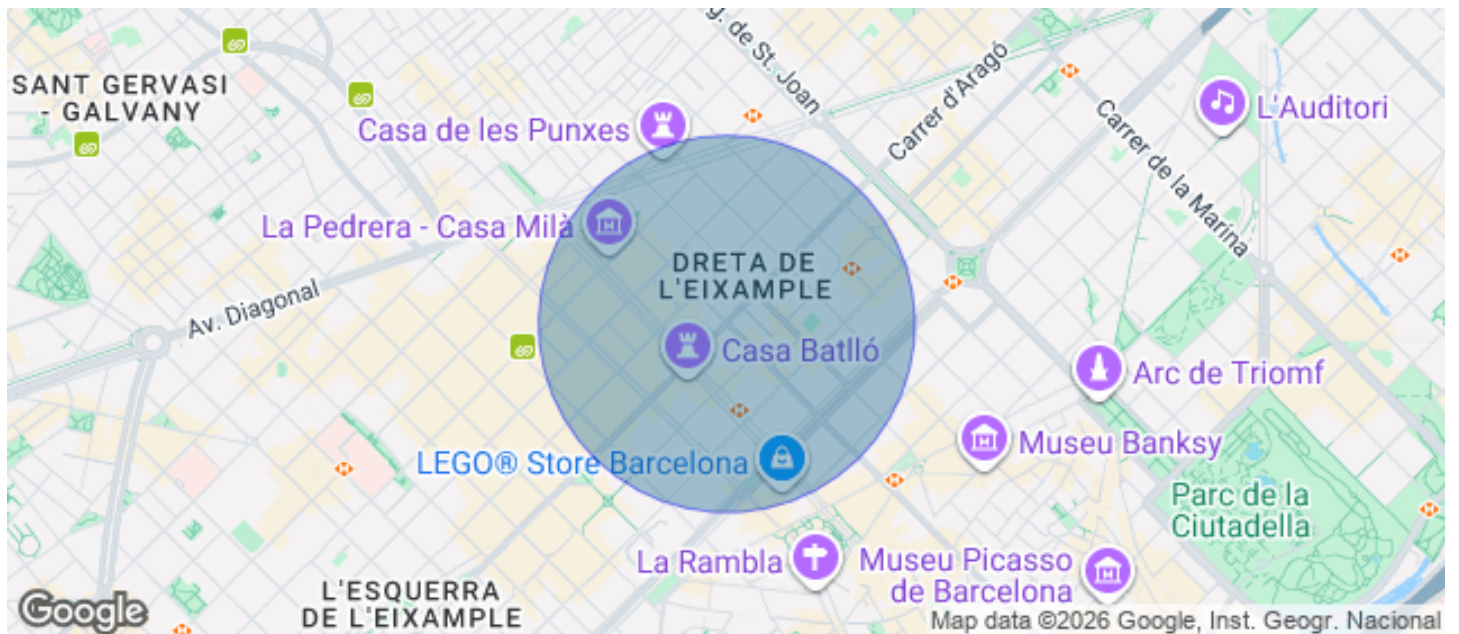 g. de St. Joan
SANT GERVASI
- GALVANY
Casa de les Punxes
Carrer d'Aragó
L'Auditori
Carrer de la Marina
La Pedrera - Casa Milà
DRETA DE
L'EIXAMPLE
Av. Diagonal
Casa Batlló
Arc de Triomf
LEGO® Store Barcelona
Museu Banksy
Parc de la
Ciutadella
La Rambla
Museu Picasso
de Barcelona
L'ESQUERRA
DE L'EIXAMPLE
Google
Map data ©2026 Google, Inst. Geogr. Nacional